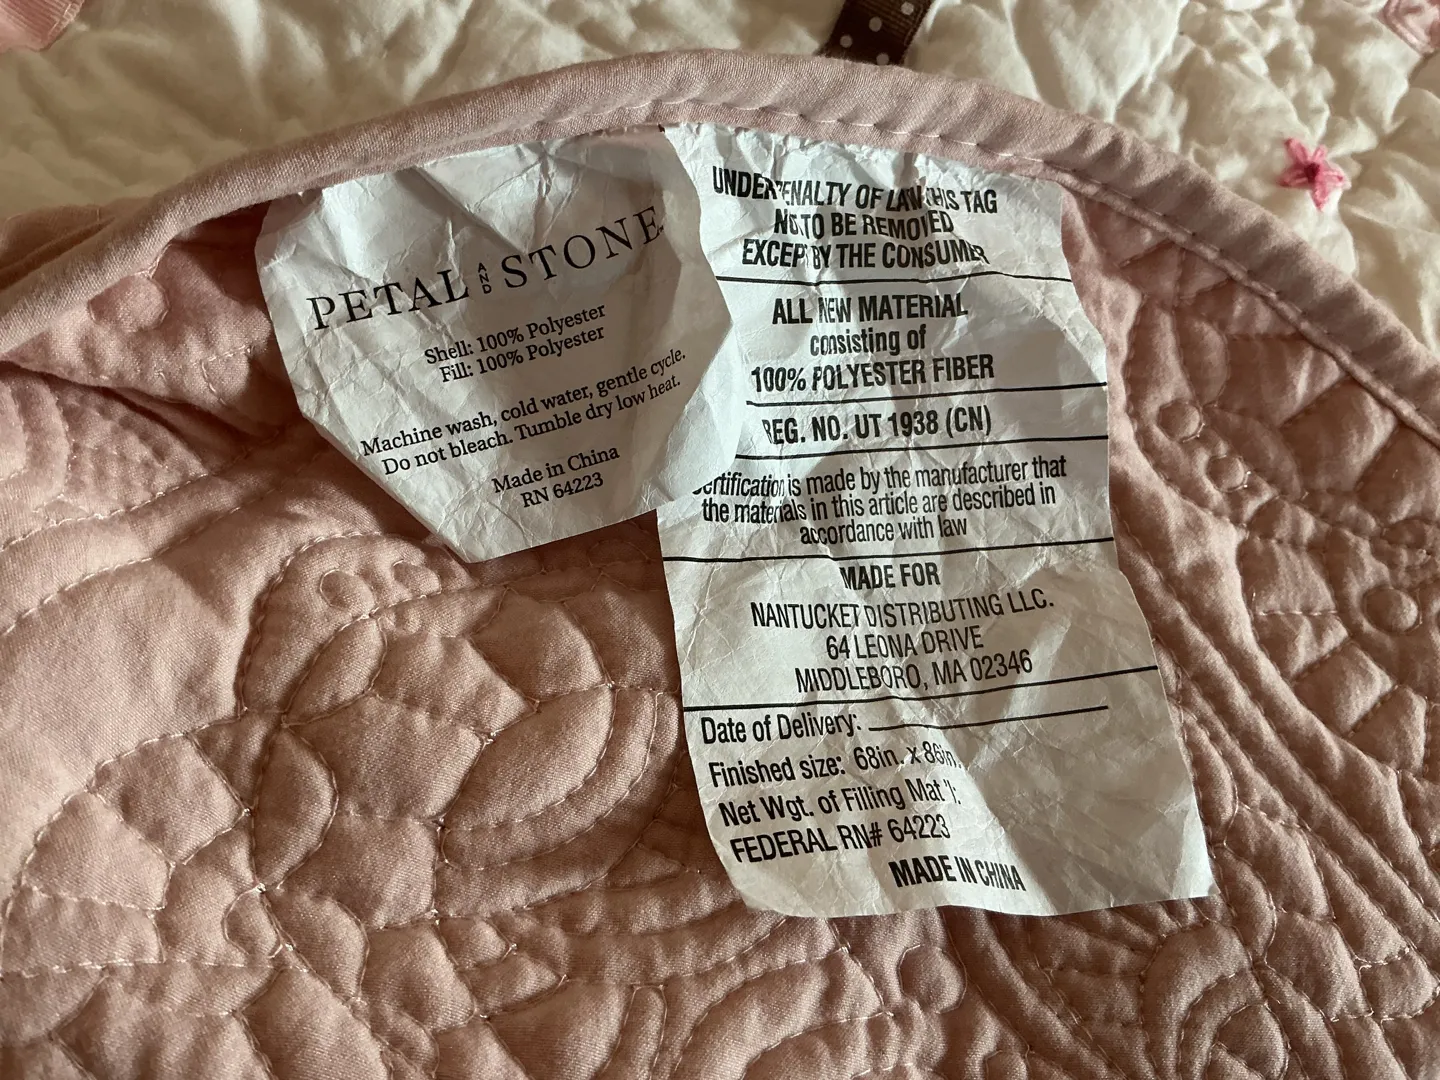 PETAL AND STONE
Shell: 100% Polyester
Fill: 100% Polyester
Machine wash, cold water, gentle cycle.
Do not bleach. Tumble dry low heat.
Made in China
RN 64223
UNDER PENALTY OF LAW THIS TAG
NOT TO BE REMOVED
EXCEPT BY THE CONSUMER
ALL NEW MATERIAL
consisting of
100% POLYESTER FIBER
REG. NO. UT 1938 (CN)
Certification is made by the manufacturer that
the materials in this article are described in
accordance with law
MADE FOR
NANTUCKET DISTRIBUTING LLC.
64 LEONA DRIVE
MIDDLEBORO, MA 02346
Date of Delivery:
Finished size: 68in. x 86in.
Net Wgt. of Filling Mat'l:
FEDERAL RN# 64223
MADE IN CHINA